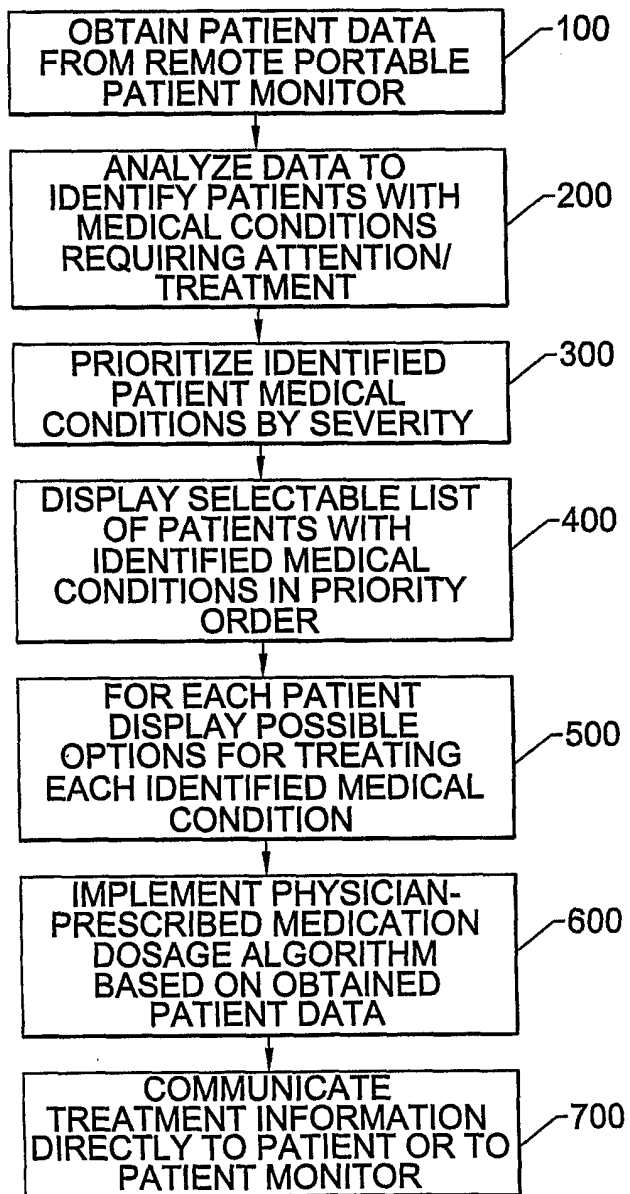 OBTAIN PATIENT DATA
FROM REMOTE PORTABLE
PATIENT MONITOR
100
ANALYZE DATA TO
IDENTIFY PATIENTS WITH
MEDICAL CONDITIONS
REQUIRING ATTENTION/
TREATMENT
200
PRIORITIZE IDENTIFIED
PATIENT MEDICAL
CONDITIONS BY SEVERITY
300
DISPLAY SELECTABLE LIST
OF PATIENTS WITH
IDENTIFIED MEDICAL
CONDITIONS IN PRIORITY
ORDER
400
FOR EACH PATIENT
DISPLAY POSSIBLE
OPTIONS FOR TREATING
EACH IDENTIFIED MEDICAL
CONDITION
500
IMPLEMENT PHYSICIAN-
PRESCRIBED MEDICATION
DOSAGE ALGORITHM
BASED ON OBTAINED
PATIENT DATA
600
COMMUNICATE
TREATMENT INFORMATION
DIRECTLY TO PATIENT OR TO
PATIENT MONITOR
700